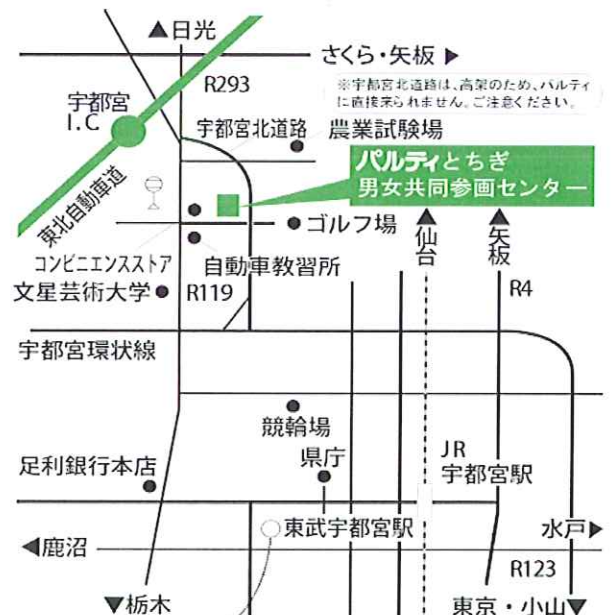 ▲日光
さくら・矢板▶
R293
※宇都宮北道路は、高架のため、パルティ
に直接来られません。ご注意ください。
宇都宮
I.C
宇都宮北道路
農業試験場
パルティとちぎ
男女共同参画センター
東北自動車道
ゴルフ場
▲仙台
▲矢板
コンビニエンスストア
自動車教習所
文星芸術大学
R119
R4
宇都宮環状線
競輪場
県庁
JR
宇都宮駅
足利銀行本店
東武宇都宮駅
水戸▶
◀鹿沼
R123
▼栃木
東京・小山▼